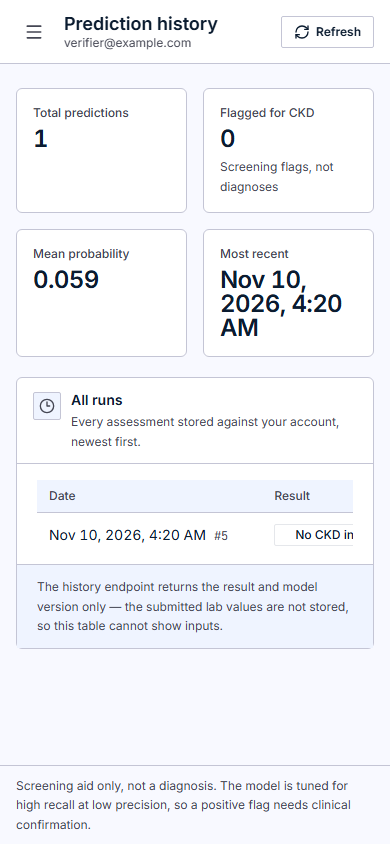 Prediction history
verifier@example.com
Refresh
Total predictions
1
Flagged for CKD
0
Screening flags, not
diagnoses
Mean probability
0.059
Most recent
Nov 10,
2026, 4:20
AM
All runs
Every assessment stored against your account,
newest first.
Date Result
Nov 10, 2026, 4:20 AM #5 No CKD in
The history endpoint returns the result and model
version only — the submitted lab values are not stored,
so this table cannot show inputs.
Screening aid only, not a diagnosis. The model is tuned for
high recall at low precision, so a positive flag needs clinical
confirmation.